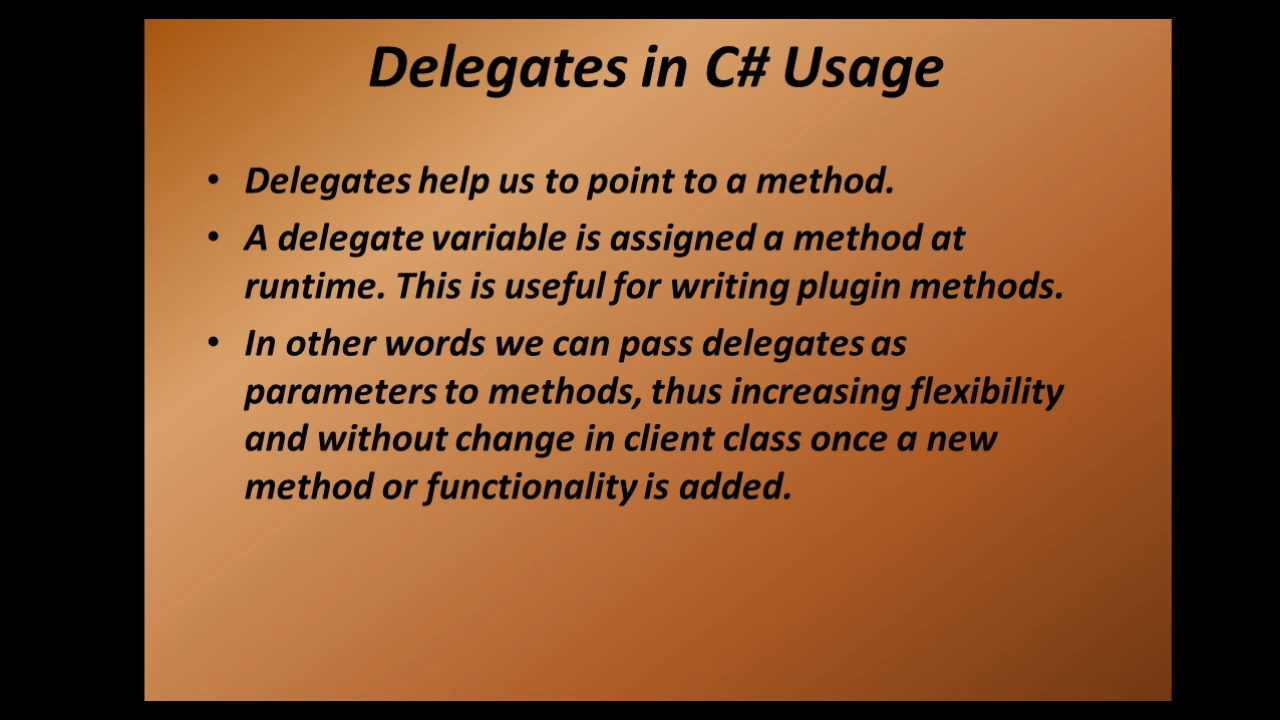 Delegates in C# Usage
• Delegates help us to point to a method.
• A delegate variable is assigned a method at
runtime. This is useful for writing plugin methods.
• In other words we can pass delegates as
parameters to methods, thus increasing flexibility
and without change in client class once a new
method or functionality is added.